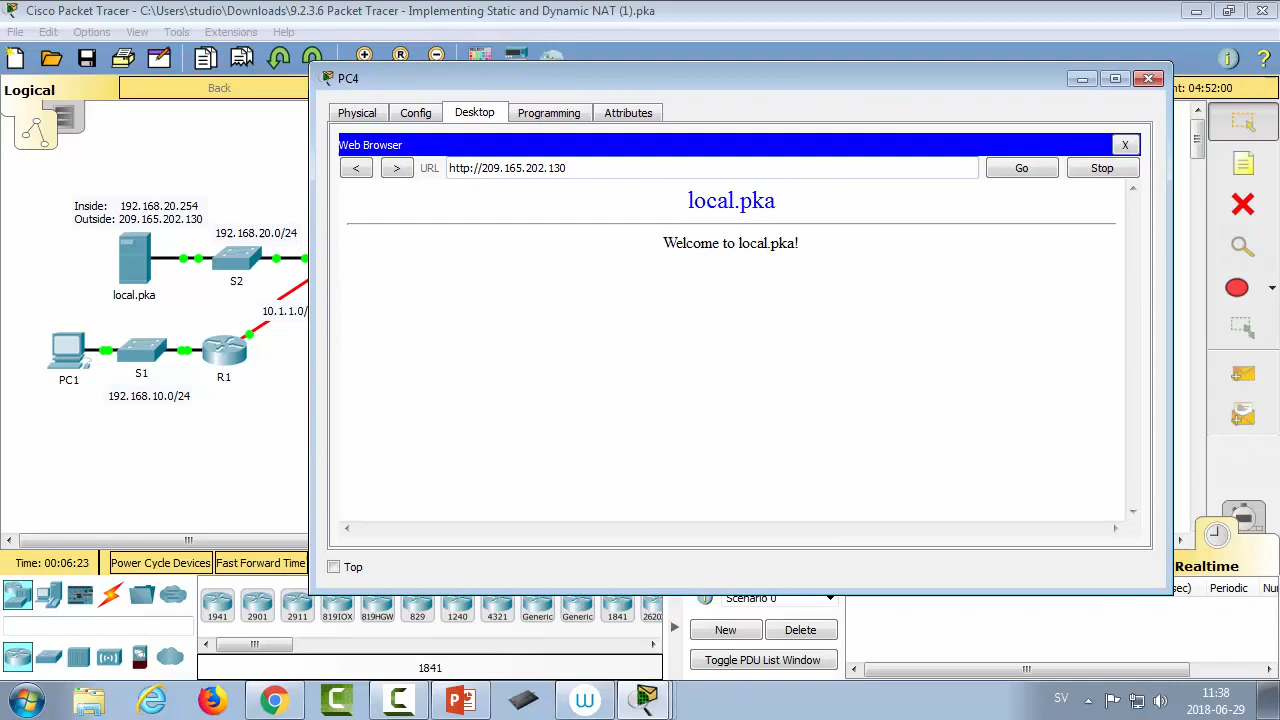 Cisco Packet Tracer - C:\Users\studio\Downloads\9.2.3.6 Packet Tracer - Implementing Static and Dynamic NAT (1).pka
File Edit Options View Tools Extensions Help
Logical
Back
nt: 04:52:00
PC4
Physical Config Desktop Programming Attributes
Web Browser
X
< > URL http://209.165.202.130 Go Stop
local.pka
Welcome to local.pka!
Inside: 192.168.20.254
Outside: 209.165.202.130
192.168.20.0/24
S2
local.pka
10.1.1.0/
PC1
S1
R1
192.168.10.0/24
Top
Time: 00:06:23 Power Cycle Devices Fast Forward Time
Realtime
1941 2901 2911 819IOX 819HGW 829 1240 4321 Generic Generic 1841 2620
Scenario 0
New Delete
Toggle PDU List Window
sec) Periodic Nu
1841
SV
11:38
2018-06-29